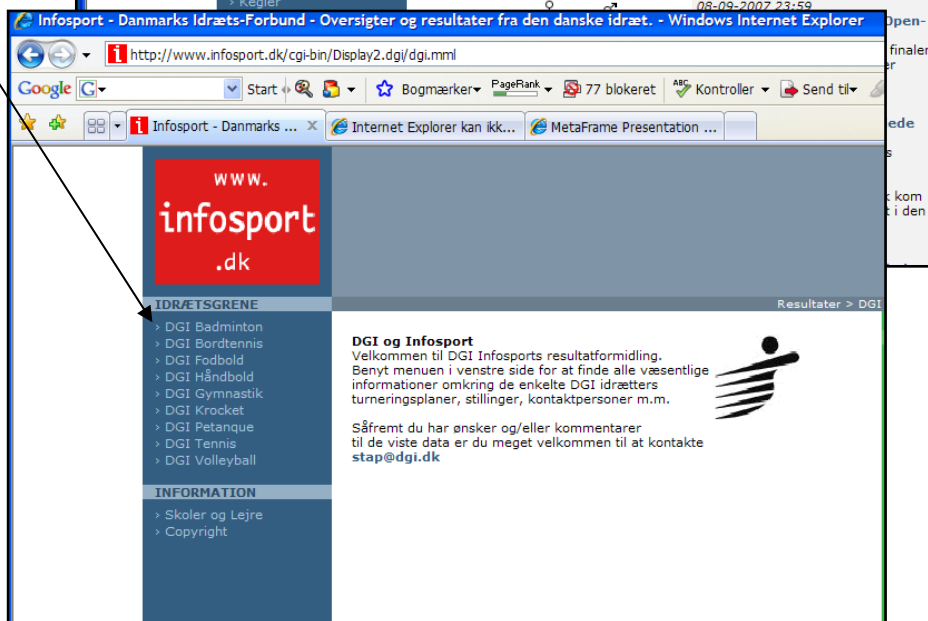 Kegler
08-09-2007 23:59
Infosport - Danmarks Idræts-Forbund - Oversigter og resultater fra den danske idræt. - Windows Internet Explorer
Open-
http://www.infosport.dk/cgi-bin/Display2.dgi/dgi.mml
finaler
er
Google G Start Bogmærker PageRank 77 blokeret ABC Kontroller Send til
Infosport - Danmarks ... x Internet Explorer kan ikk... MetaFrame Presentation ...
ede
s
www.
infosport
.dk
kom
t i den
IDRÆTSGRENE
Resultater > DGI
› DGI Badminton
› DGI Bordtennis
› DGI Fodbold
› DGI Håndbold
› DGI Gymnastik
› DGI Krocket
› DGI Petanque
› DGI Tennis
› DGI Volleyball
DGI og Infosport
Velkommen til DGI Infosports resultatformidling.
Benyt menuen i venstre side for at finde alle væsentlige
informationer omkring de enkelte DGI idrætters
turneringsplaner, stillinger, kontaktpersoner m.m.
Såfremt du har ønsker og/eller kommentarer
til de viste data er du meget velkommen til at kontakte
stap@dgi.dk
INFORMATION
› Skoler og Lejre
› Copyright